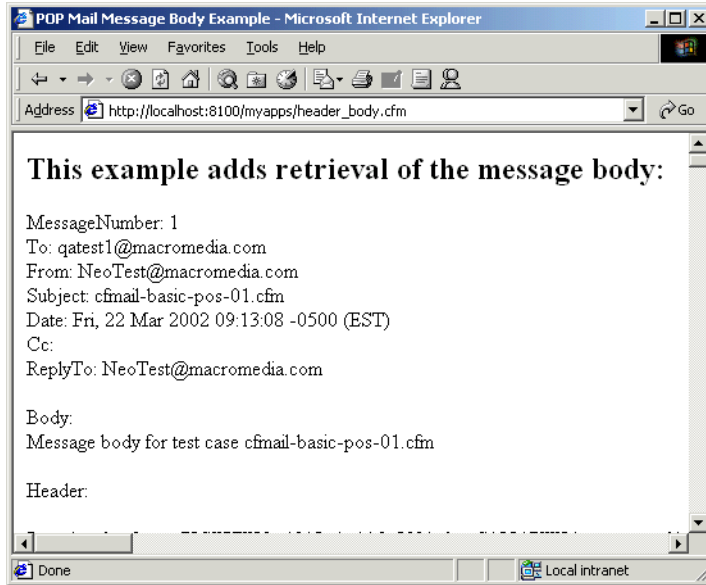 POP Mail Message Body Example - Microsoft Internet Explorer
File Edit View Favorites Tools Help
Address http://localhost:8100/myapps/header_body.cfm Go
This example adds retrieval of the message body:
MessageNumber: 1
To: qatest1@macromedia.com
From: NeoTest@macromedia.com
Subject: cfmail-basic-pos-01.cfm
Date: Fri, 22 Mar 2002 09:13:08 -0500 (EST)
Cc:
ReplyTo: NeoTest@macromedia.com
Body:
Message body for test case cfmail-basic-pos-01.cfm
Header:
Done Local intranet